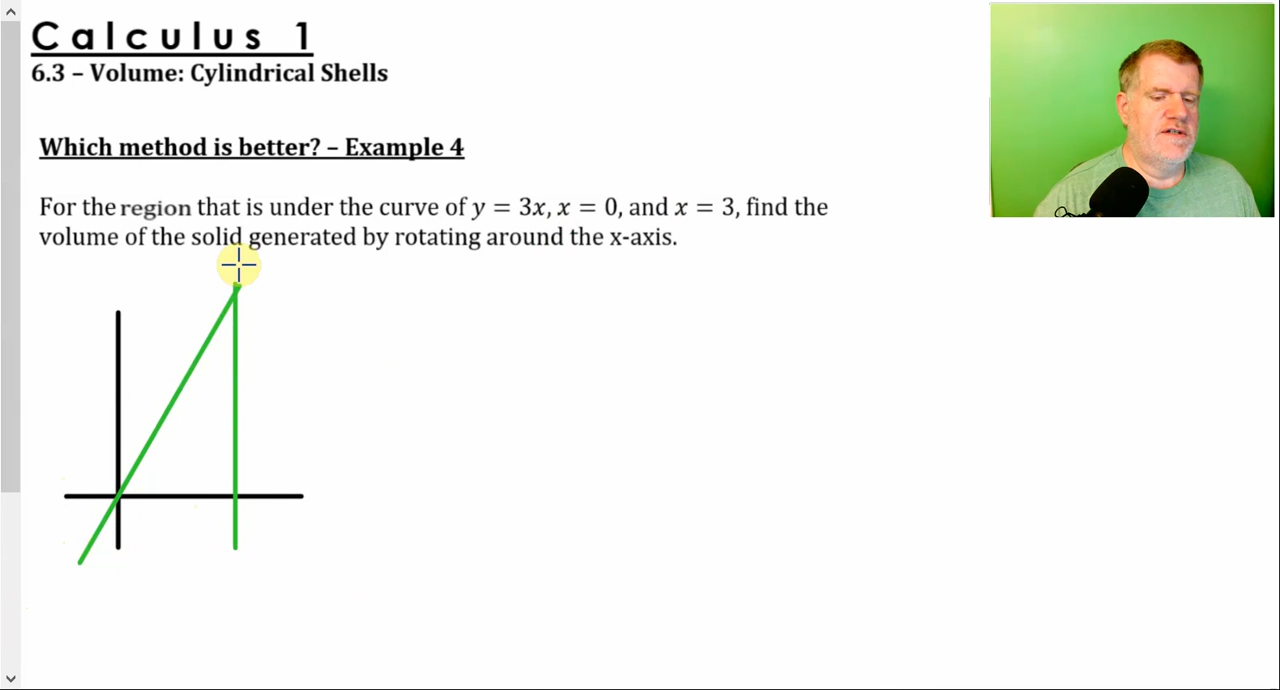 Calculus 1
6.3 – Volume: Cylindrical Shells
Which method is better? – Example 4
For the region that is under the curve of y = 3x, x = 0, and x = 3, find the
volume of the solid generated by rotating around the x-axis.